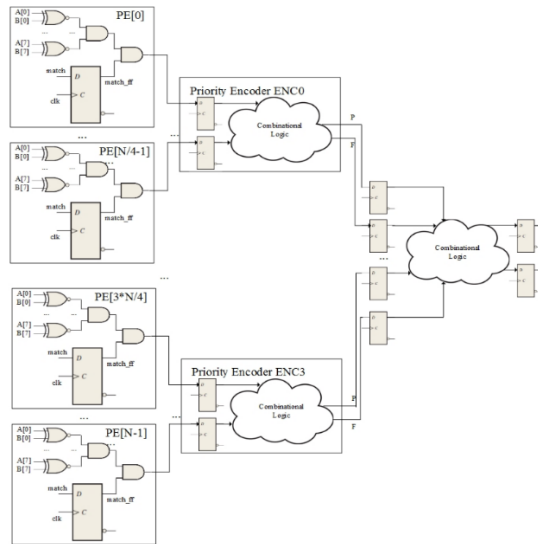 PE[0]
A[0]
B[0]
...
...
A[7]
B[7]
match
D
match_ff
clk
C
...
PE[N/4-1]
A[0]
B[0]
...
...
A[7]
B[7]
match
D
match_ff
clk
C
...
Priority Encoder ENC0
D
C
D
C
Combinational
Logic
P
F
...
PE[3*N/4]
A[0]
B[0]
...
...
A[7]
B[7]
match
D
match_ff
clk
C
...
PE[N-1]
A[0]
B[0]
...
...
A[7]
B[7]
match
D
match_ff
clk
C
...
Priority Encoder ENC3
D
C
D
C
Combinational
Logic
P
F
D
C
D
C
...
D
C
D
C
Combinational
Logic
D
C
D
C